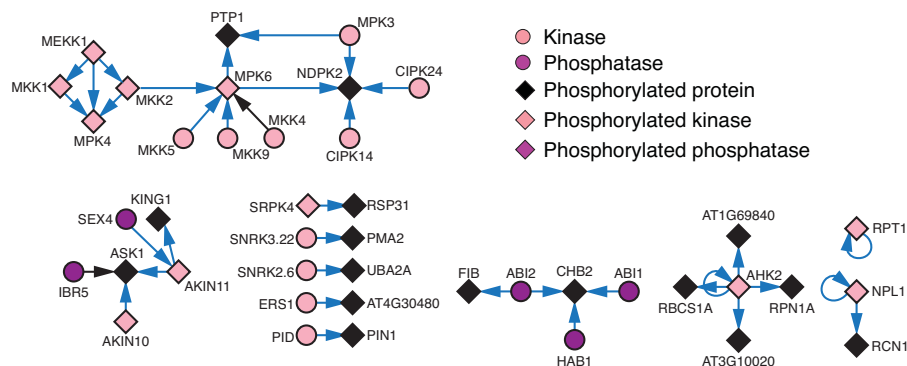 PTP1
MPK3
MEKK1
MKK1
MKK2
MPK4
MPK6
NDPK2
CIPK24
MKK5
MKK9
MKK4
CIPK14
Kinase
Phosphatase
Phosphorylated protein
Phosphorylated kinase
Phosphorylated phosphatase
KING1
SEX4
ASK1
IBR5
AKIN11
AKIN10
SRPK4
RSP31
SNRK3.22
PMA2
SNRK2.6
UBA2A
ERS1
AT4G30480
PID
PIN1
FIB
ABI2
CHB2
ABI1
HAB1
AT1G69840
AHK2
RBCS1A
RPN1A
AT3G10020
RPT1
NPL1
RCN1